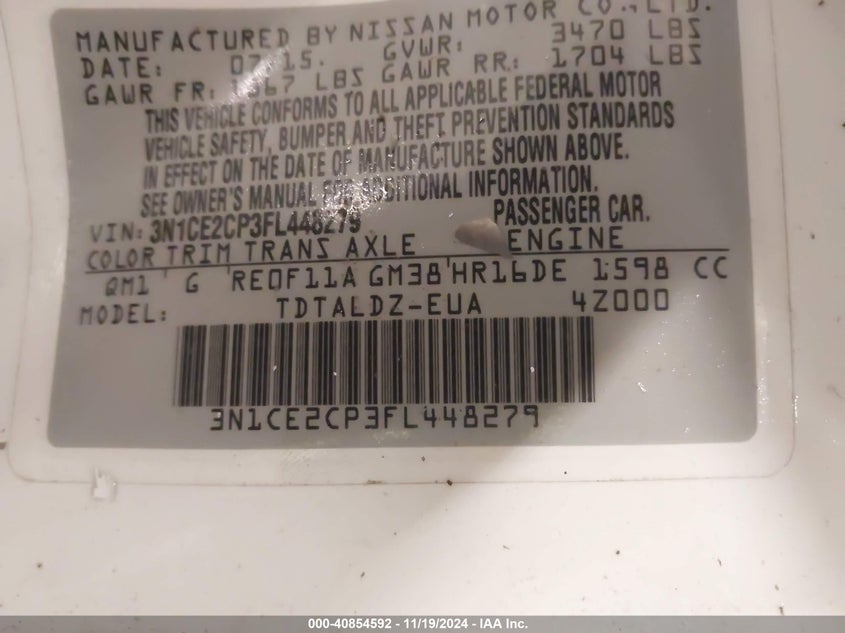 MANUFACTURED BY NISSAN MOTOR CO., LTD.
DATE: 07 15. GVWR: 3470 LBS
GAWR FR: 67 LBS GAWR RR: 1704 LBS
THIS VEHICLE CONFORMS TO ALL APPLICABLE FEDERAL MOTOR
VEHICLE SAFETY, BUMPER AND THEFT PREVENTION STANDARDS
IN EFFECT ON THE DATE OF MANUFACTURE SHOWN ABOVE.
SEE OWNER'S MANUAL FOR ADDITIONAL INFORMATION.
VIN: 3N1CE2CP3FL448279 PASSENGER CAR.
COLOR TRIM TRANS AXLE ENGINE
QM1 G RE0F11A GM38 HR16DE 1598 CC
MODEL: TDTALDZ-EUA 4Z000
3N1CE2CP3FL448279
000-40854592 - 11/19/2024 - IAA Inc.